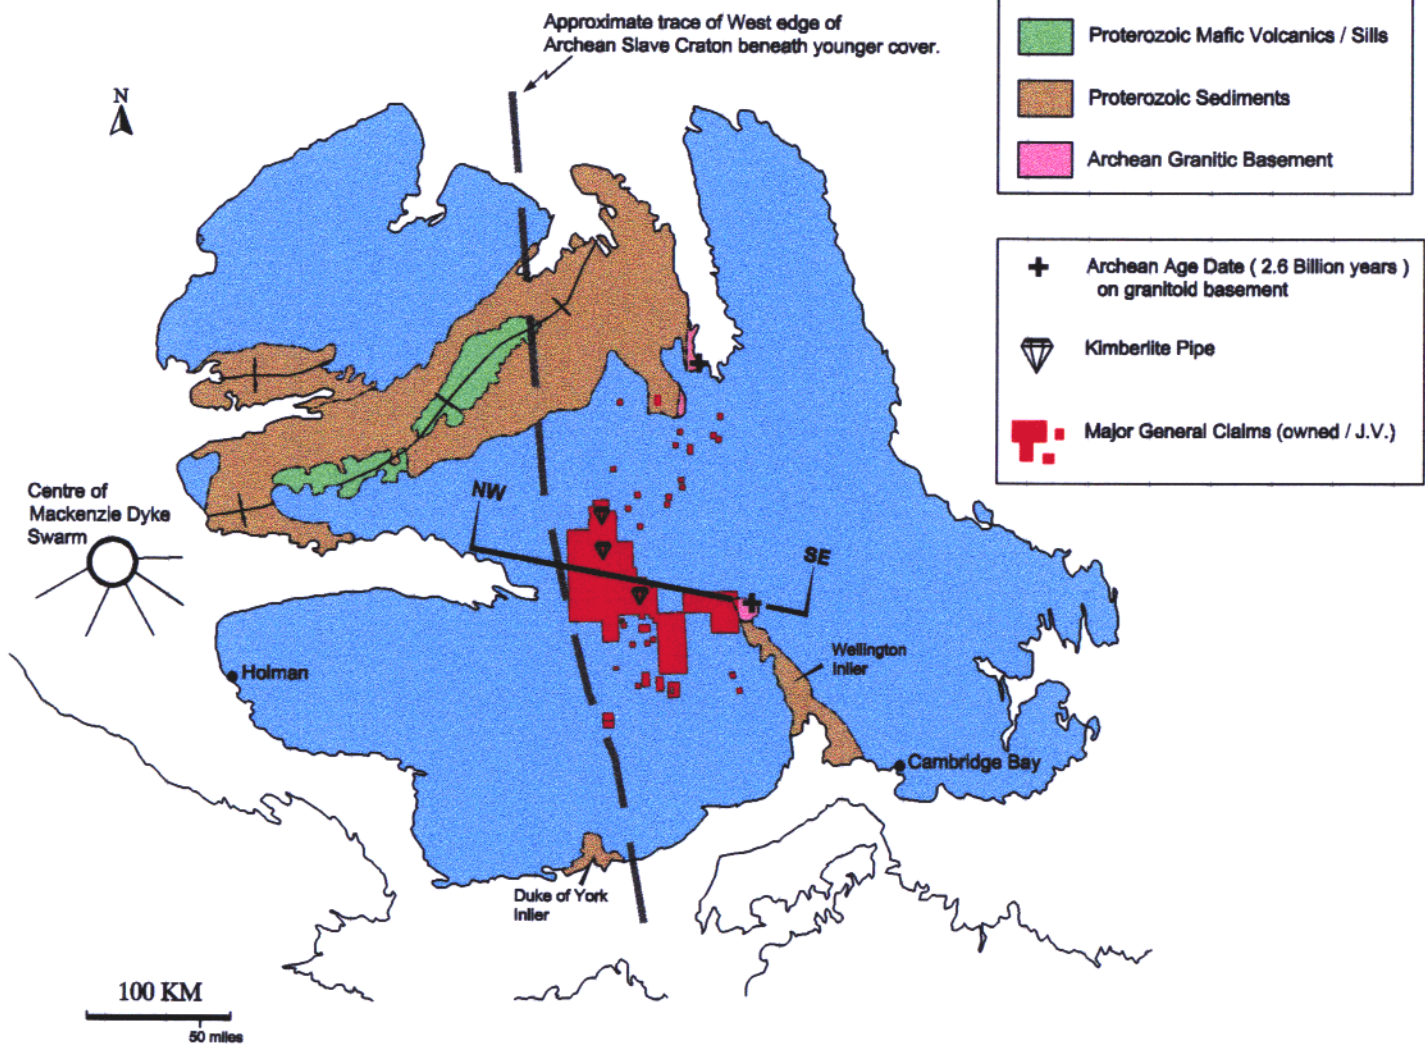 Approximate trace of West edge of
Archean Slave Craton beneath younger cover.
N
Proterozoic Mafic Volcanics / Sills
Proterozoic Sediments
Archean Granitic Basement
Archean Age Date ( 2.6 Billion years )
on granitoid basement
Kimberlite Pipe
Major General Claims (owned / J.V.)
Centre of
Mackenzie Dyke
Swarm
NW
SE
Holman
Wellington
Inlier
Cambridge Bay
Duke of York
Inlier
100 KM
50 miles